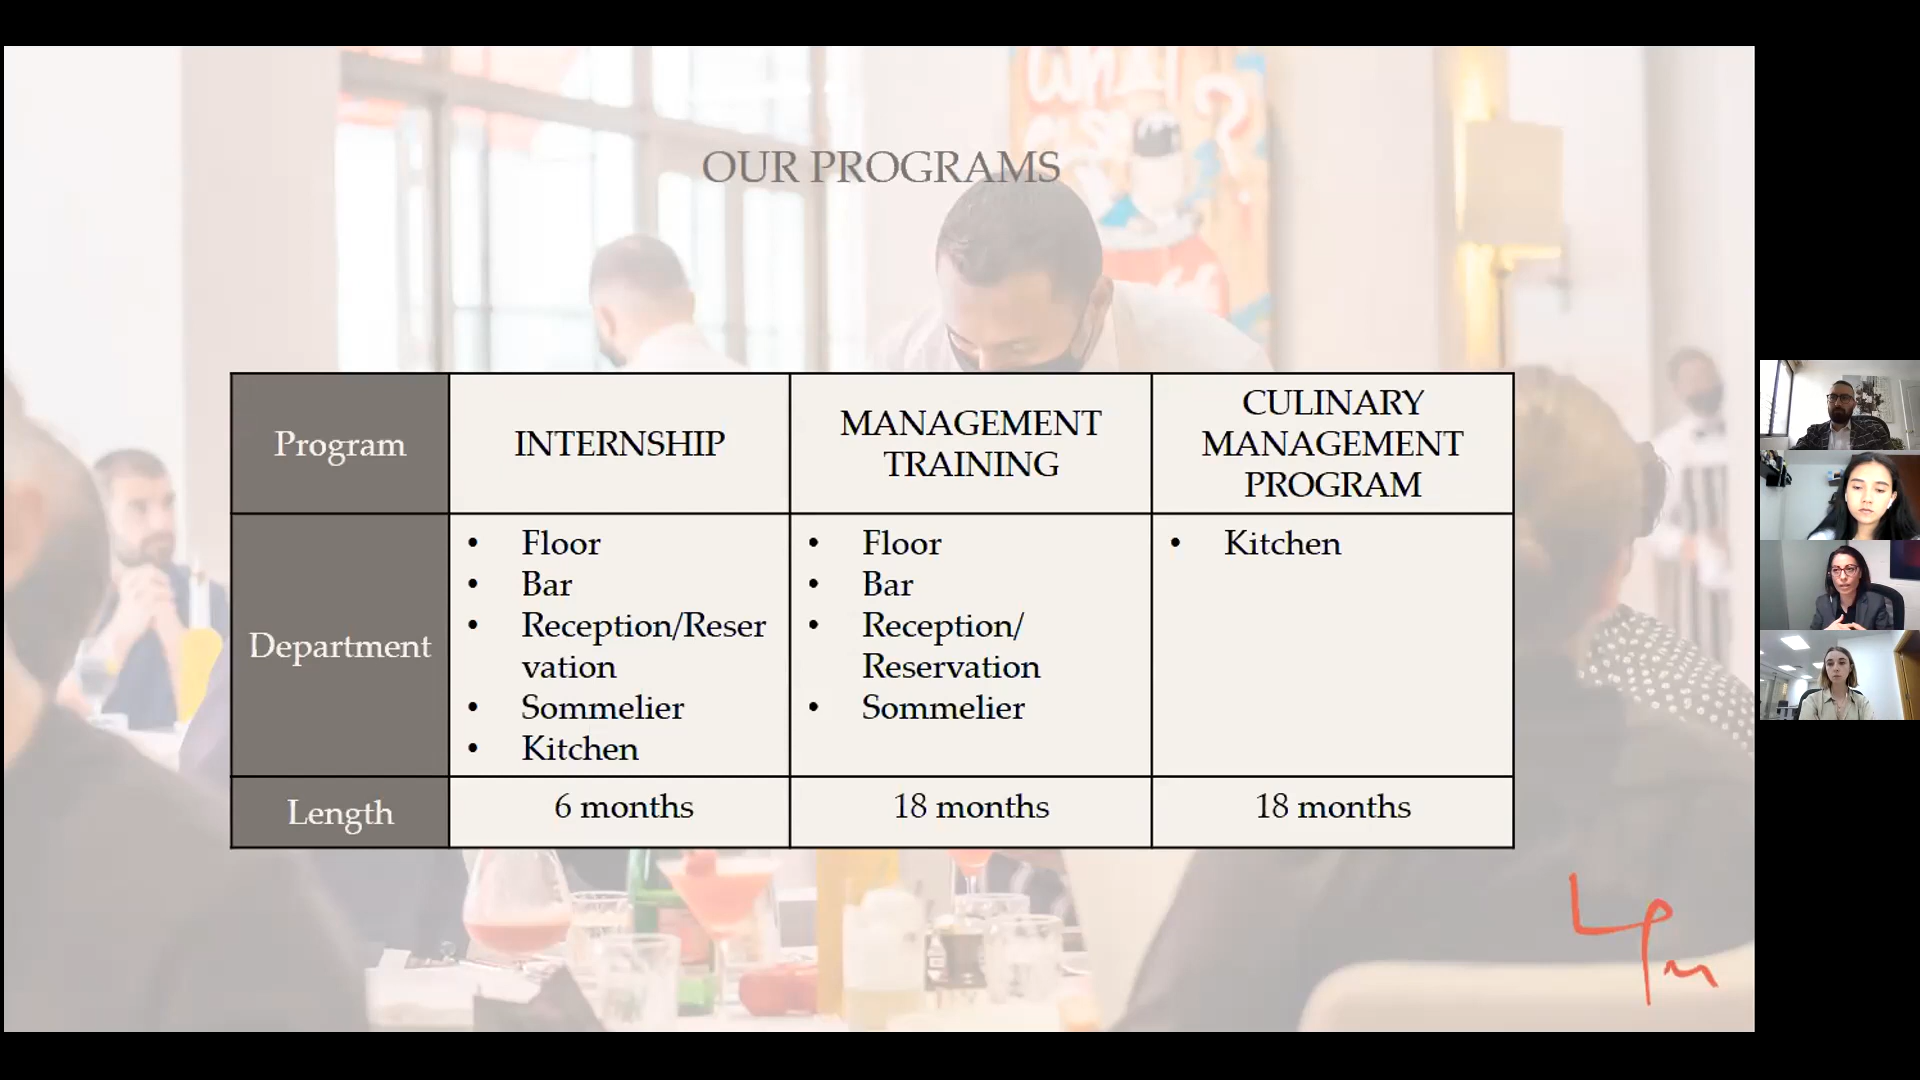 OUR PROGRAMS
Program
INTERNSHIP
MANAGEMENT
TRAINING
CULINARY
MANAGEMENT
PROGRAM
Department
• Floor
• Bar
• Reception/Reser
vation
• Sommelier
• Kitchen
• Floor
• Bar
• Reception/
Reservation
• Sommelier
• Kitchen
Length
6 months
18 months
18 months
LPM